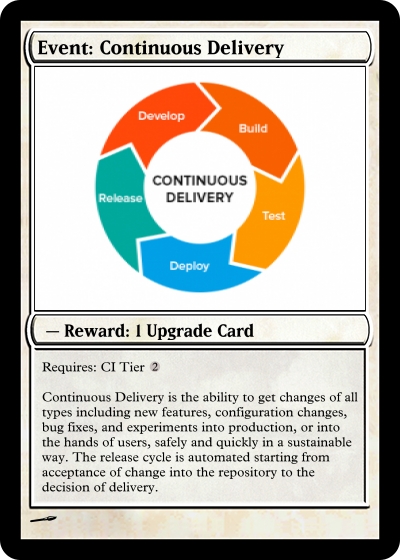 Event: Continuous Delivery
Develop
Build
CONTINUOUS
DELIVERY
Release
Test
Deploy
— Reward: 1 Upgrade Card
Requires: CI Tier 2
Continuous Delivery is the ability to get changes of all
types including new features, configuration changes,
bug fixes, and experiments into production, or into
the hands of users, safely and quickly in a sustainable
way. The release cycle is automated starting from
acceptance of change into the repository to the
decision of delivery.